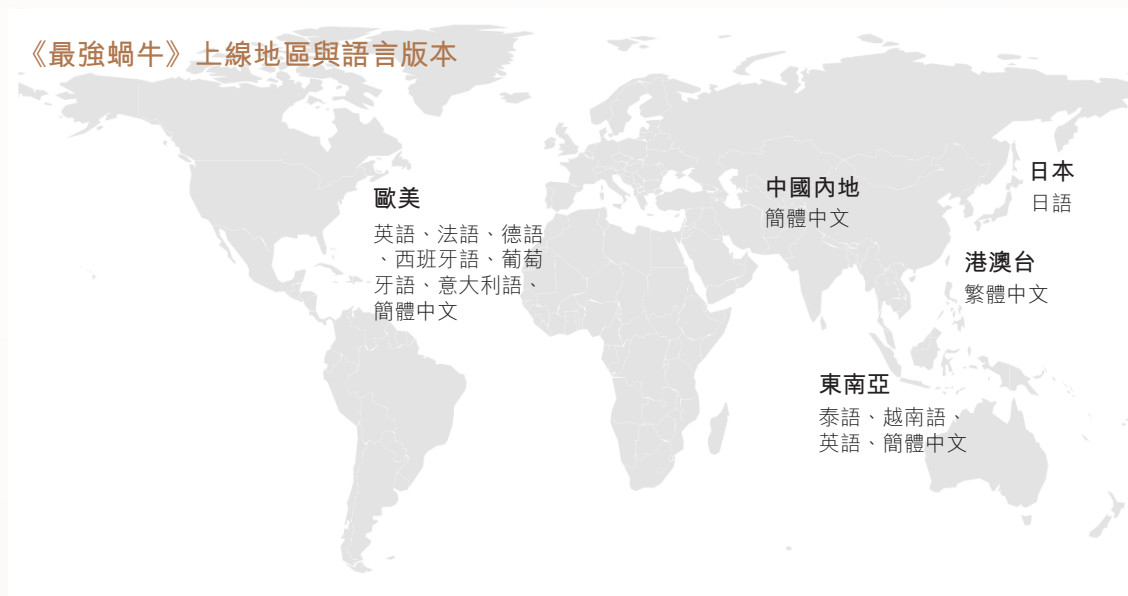 《最強蝸牛》上線地區與語言版本
歐美
英語、法語、德語
、西班牙語、葡萄
牙語、意大利語、
簡體中文
中國內地
簡體中文
日本
日語
港澳台
繁體中文
東南亞
泰語、越南語、
英語、簡體中文